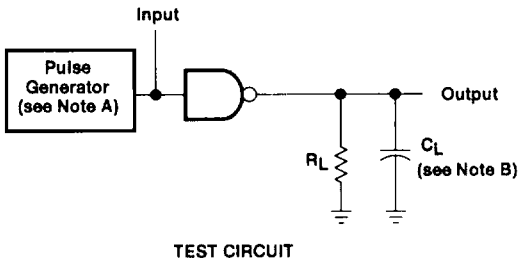 Input
Pulse
Generator
(see Note A)
Output
RL
CL
(see Note B)
TEST CIRCUIT